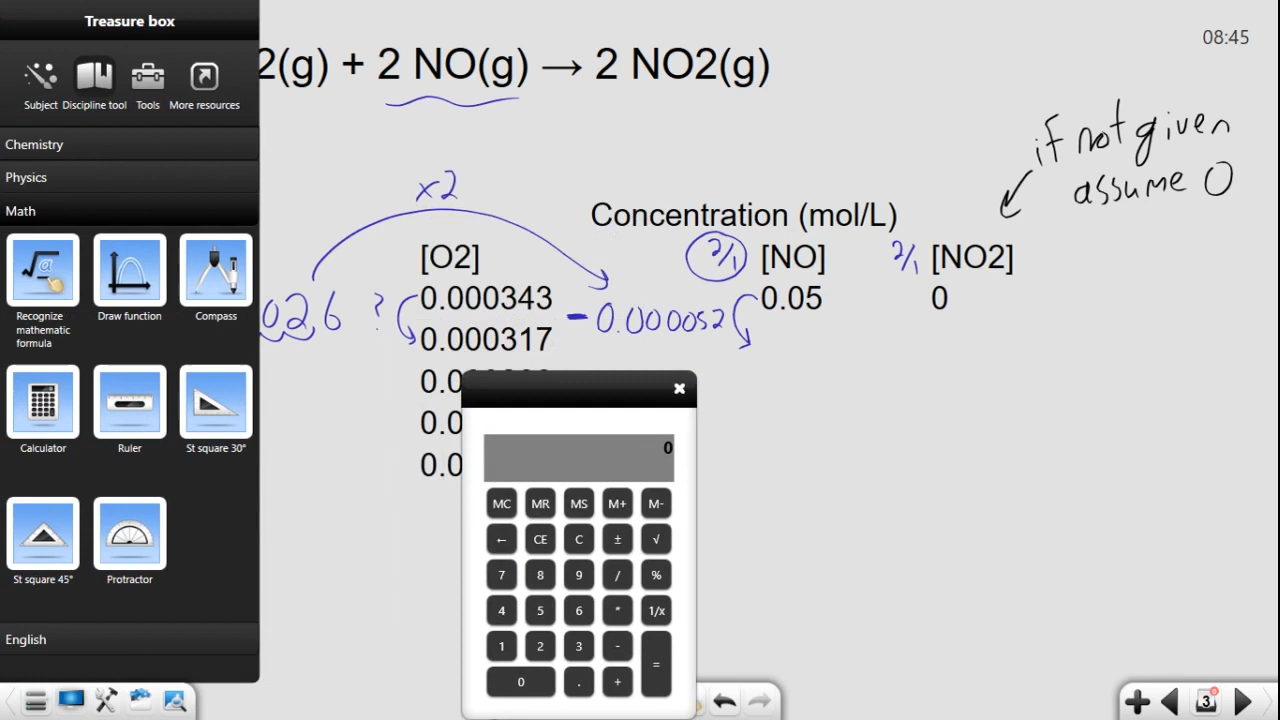 Treasure box
08:45
2(g) + 2 NO(g) → 2 NO2(g)
Subject Discipline tool Tools More resources
if not given
assume 0
Chemistry
Physics
Math
x2
Concentration (mol/L)
[O2] 2/1 [NO] 2/1 [NO2]
026 ? 0.000343 - 0.000052 0.05 0
0.000317
0.0
0.0
0.0
Recognize mathematic formula
Draw function
Compass
Calculator
Ruler
St square 30°
St square 45°
Protractor
English
0
MC MR MS M+ M-
← CE C ± √
7 8 9 / %
4 5 6 * 1/x
1 2 3 - =
0 . +
3